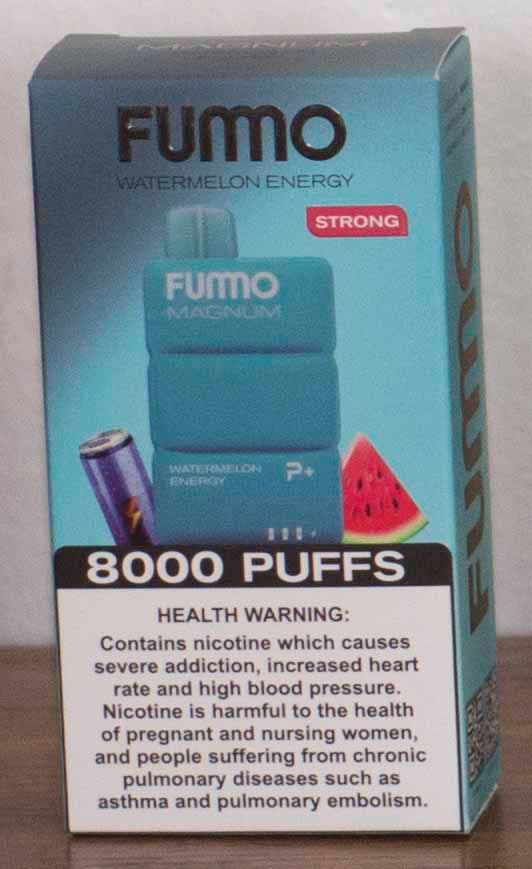 MAGNUM
FUMMO
WATERMELON ENERGY
STRONG
FUMMO
MAGNUM
WATERMELON
ENERGY
P+
8000 PUFFS
HEALTH WARNING:
Contains nicotine which causes
severe addiction, increased heart
rate and high blood pressure.
Nicotine is harmful to the health
of pregnant and nursing women,
and people suffering from chronic
pulmonary diseases such as
asthma and pulmonary embolism.
FUMMO